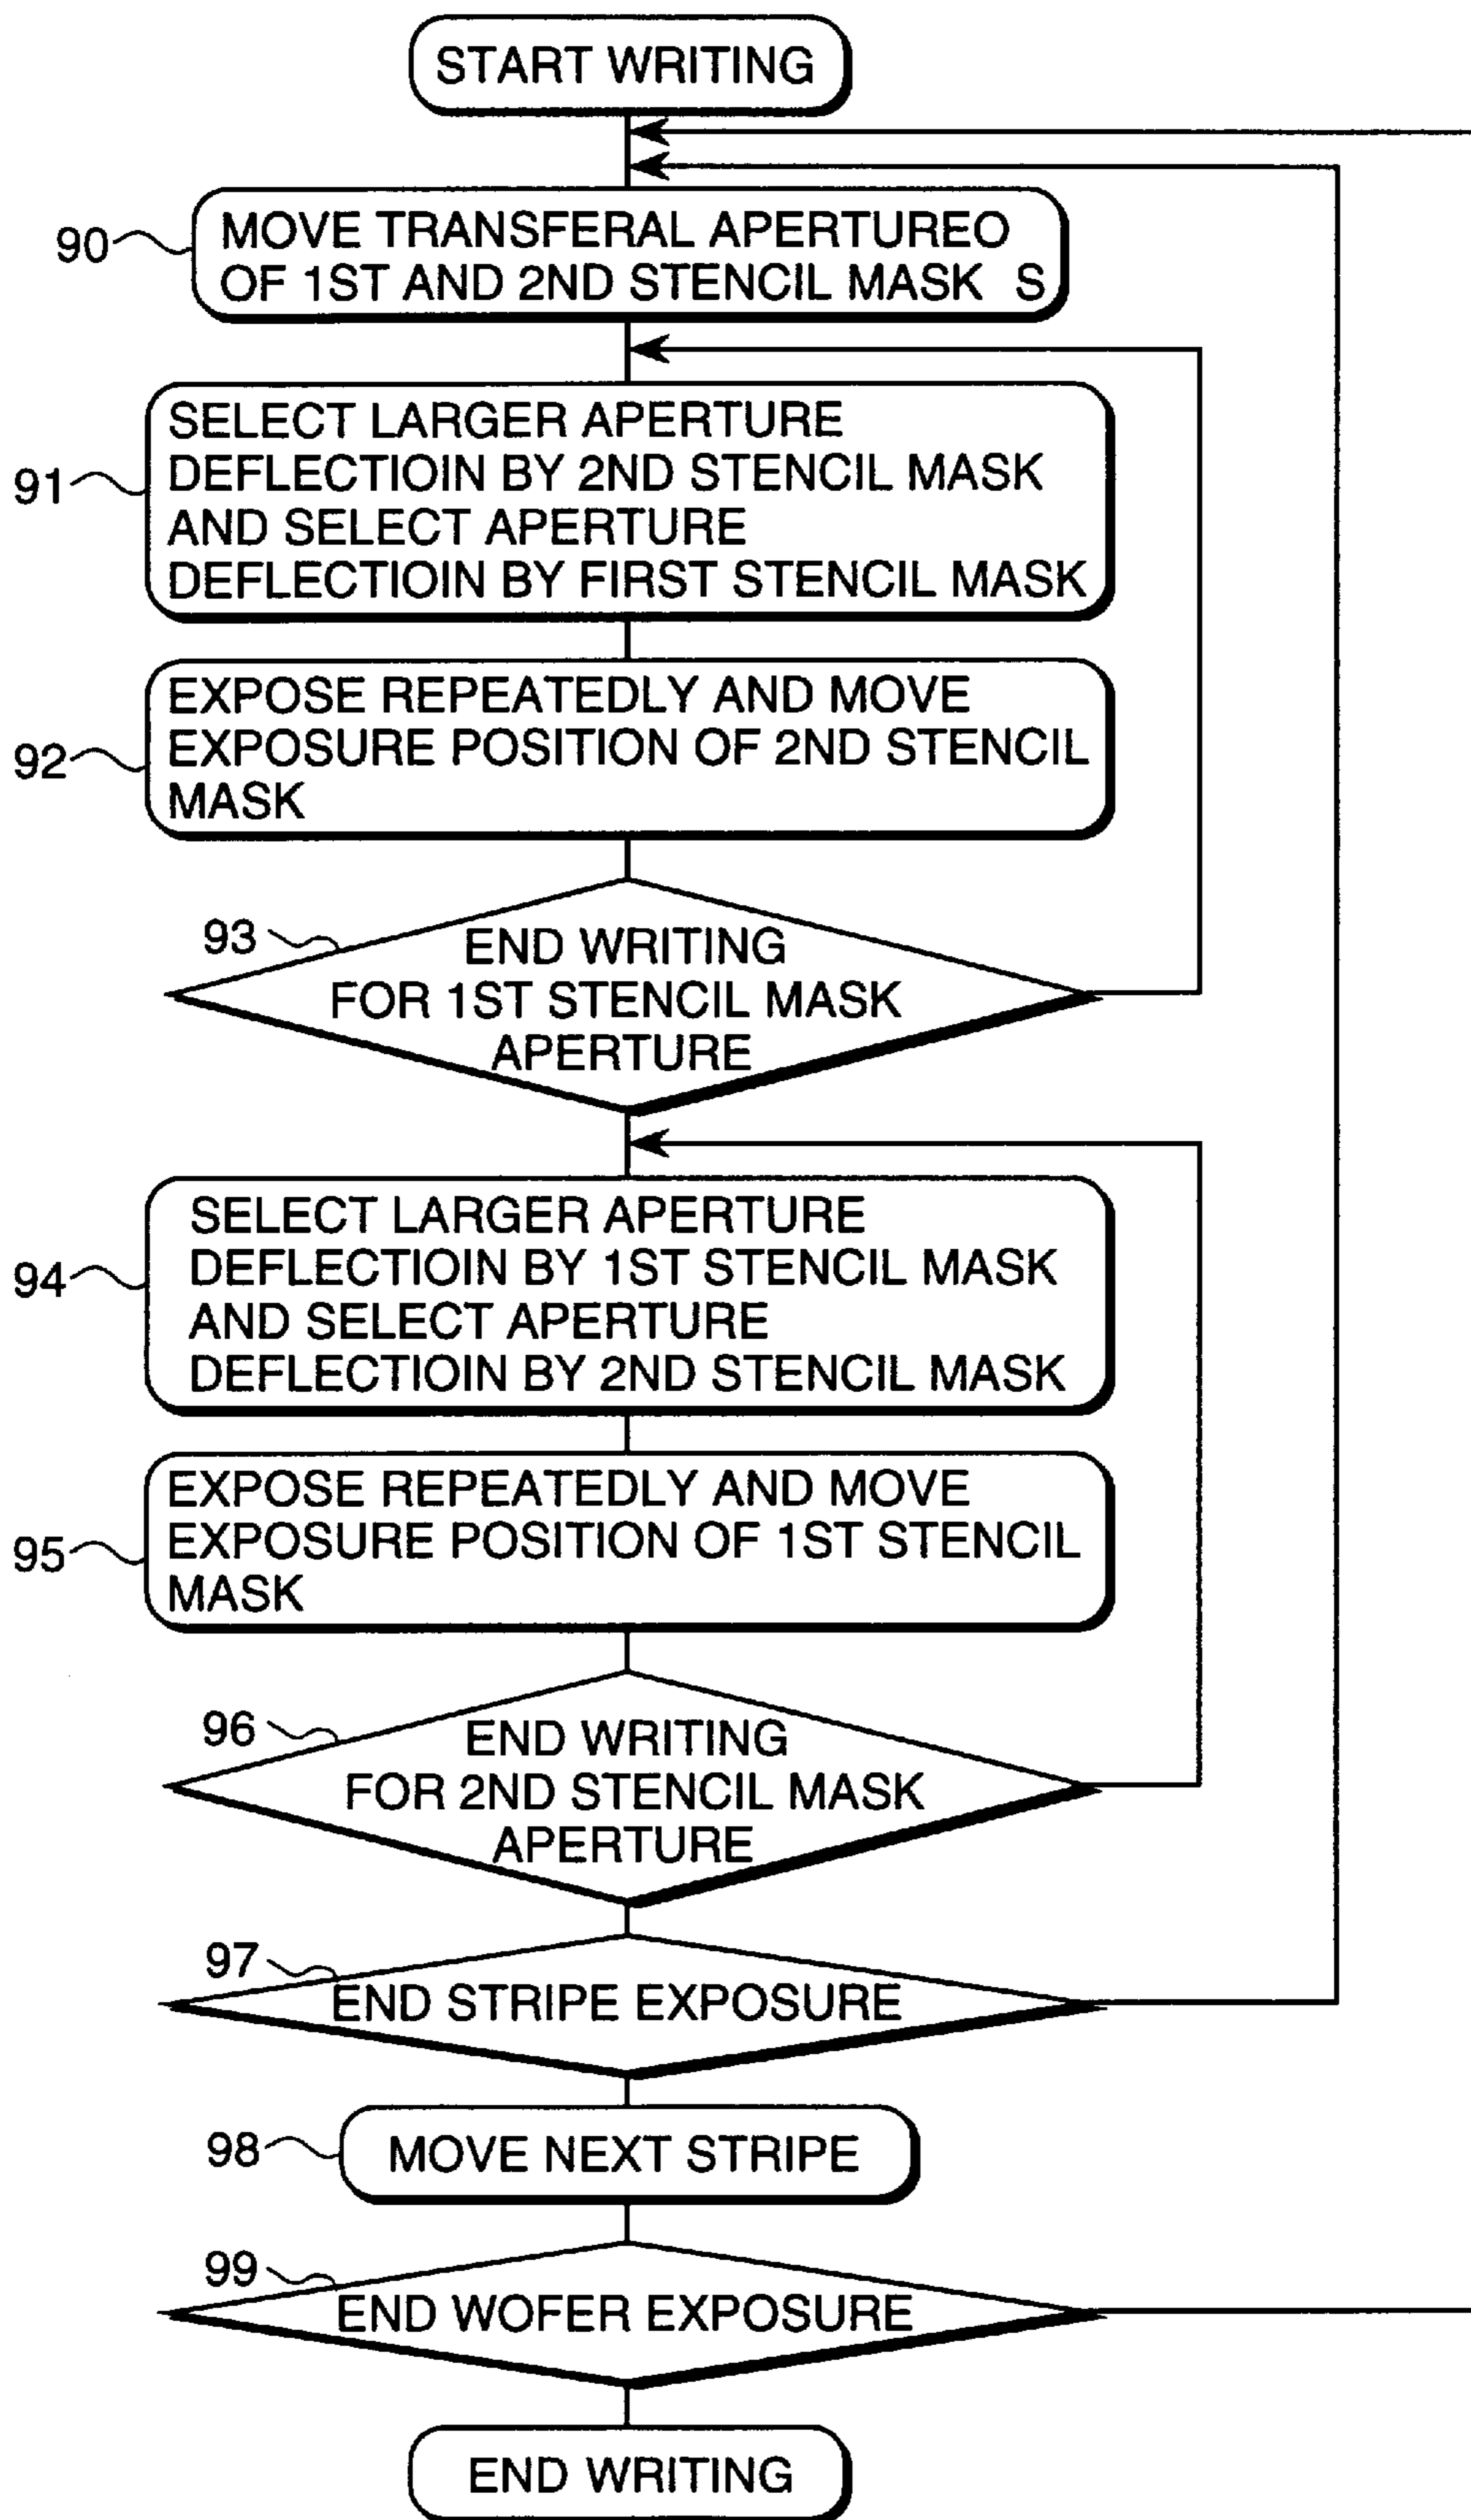 START WRITING
90
MOVE TRANSFERAL APERTUREO
OF 1ST AND 2ND STENCIL MASK S
91
SELECT LARGER APERTURE
DEFLECTIOIN BY 2ND STENCIL MASK
AND SELECT APERTURE
DEFLECTIOIN BY FIRST STENCIL MASK
92
EXPOSE REPEATEDLY AND MOVE
EXPOSURE POSITION OF 2ND STENCIL
MASK
93
END WRITING
FOR 1ST STENCIL MASK
APERTURE
94
SELECT LARGER APERTURE
DEFLECTIOIN BY 1ST STENCIL MASK
AND SELECT APERTURE
DEFLECTIOIN BY 2ND STENCIL MASK
95
EXPOSE REPEATEDLY AND MOVE
EXPOSURE POSITION OF 1ST STENCIL
MASK
96
END WRITING
FOR 2ND STENCIL MASK
APERTURE
97
END STRIPE EXPOSURE
98
MOVE NEXT STRIPE
99
END WOFER EXPOSURE
END WRITING